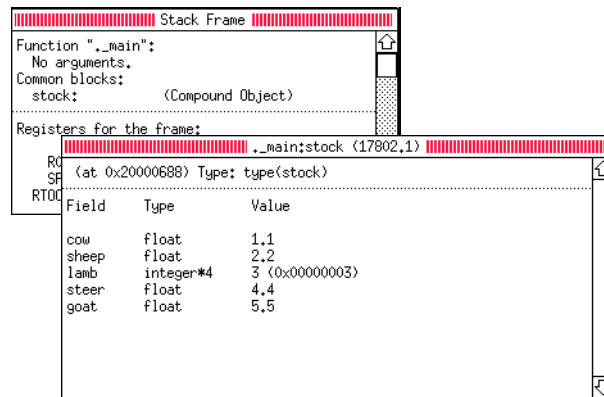 Stack Frame
Function "._main":
No arguments.
Common blocks:
stock: (Compound Object)
Registers for the frame:
._main;stock (17802.1)
(at 0x20000688) Type: type(stock)
Field Type Value
cow float 1.1
sheep float 2.2
lamb integer*4 3 (0x00000003)
steer float 4.4
goat float 5.5